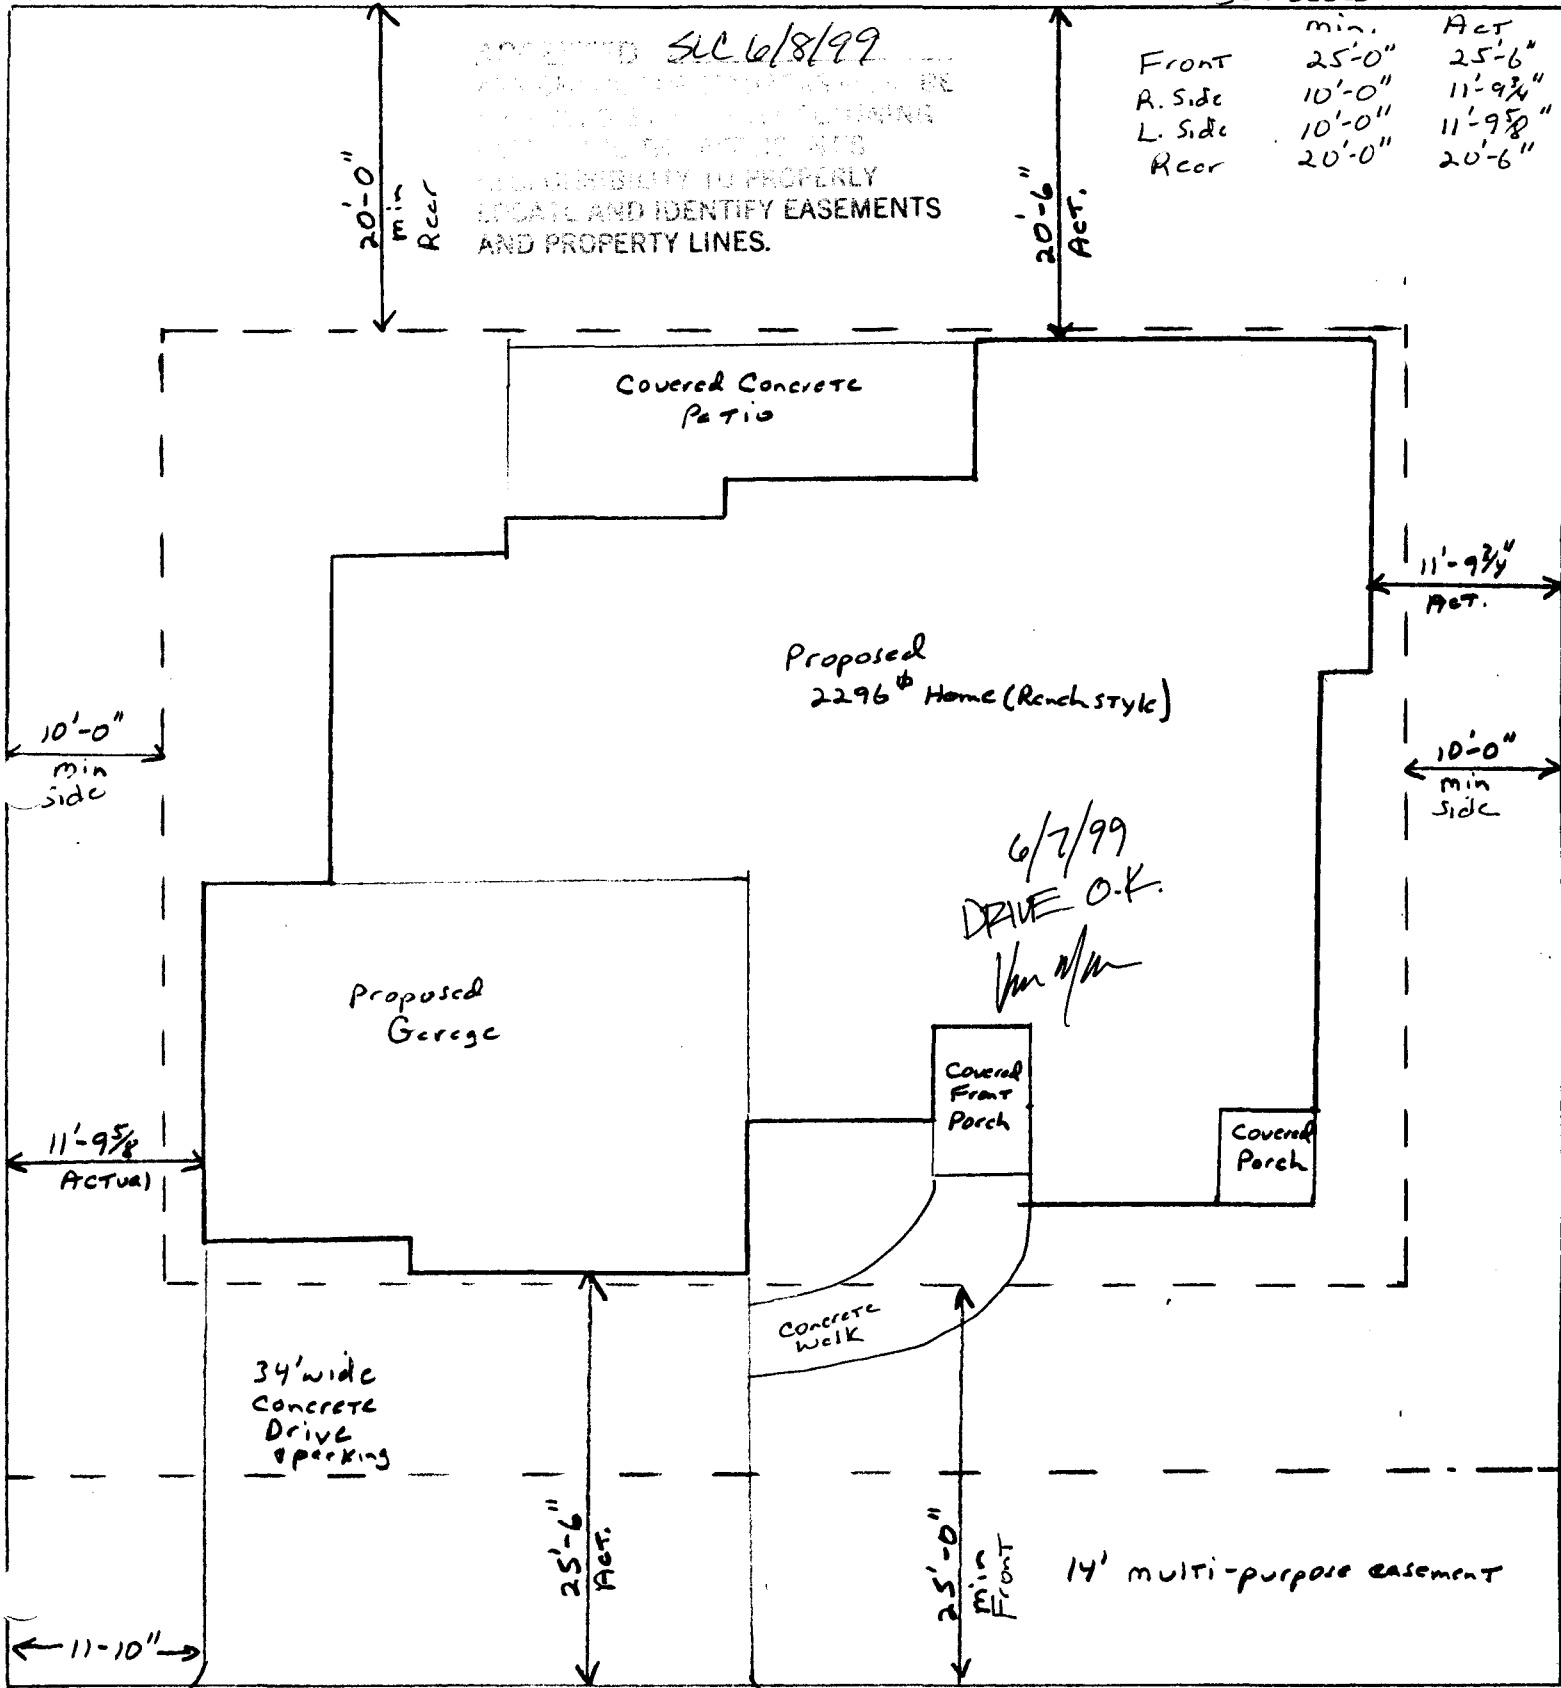 min. Act
Front 25'-0" 25'-6"
R. Side 10'-0" 11'-9¾"
L. Side 10'-0" 11'-9⅝"
Rear 20'-0" 20'-6"
SLC 6/8/99
BE
TO PROPERLY
LOCATE AND IDENTIFY EASEMENTS
AND PROPERTY LINES.
20'-0"
min
Rear
20'-6"
Act.
Covered Concrete
Patio
11'-9¾"
Act.
Proposed
2296 Home (Ranch style)
10'-0"
min
side
10'-0"
min
side
6/7/99
DRIVE O.K.
Proposed
Garage
Covered
Front
Porch
Covered
Porch
11'-9⅝
Actual
Concrete
Walk
34' wide
Concrete
Drive
& parking
25'-6"
Act.
25'-0"
min
Front
14' multi-purpose easement
11-10"